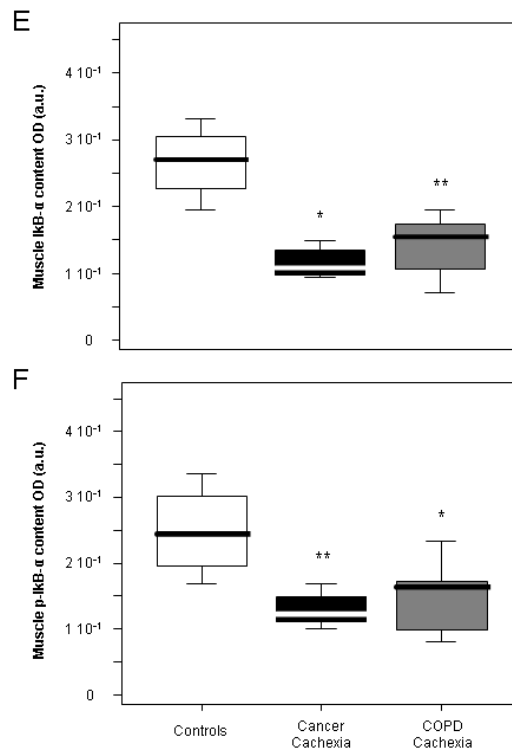 E
Muscle IkB-α content OD (a.u.)
4 10⁻¹
3 10⁻¹
2 10⁻¹
1 10⁻¹
0
*
**
F
Muscle p-IkB-α content OD (a.u.)
4 10⁻¹
3 10⁻¹
2 10⁻¹
1 10⁻¹
0
**
*
Controls
Cancer
Cachexia
COPD
Cachexia